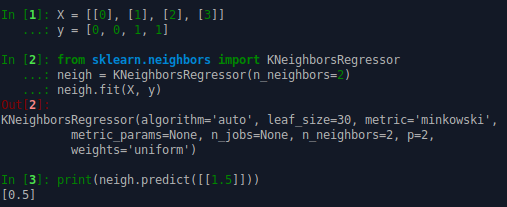 In [1]: X = [[0], [1], [2], [3]]
   ...: y = [0, 0, 1, 1]
In [2]: from sklearn.neighbors import KNeighborsRegressor
   ...: neigh = KNeighborsRegressor(n_neighbors=2)
   ...: neigh.fit(X, y)
Out[2]:
KNeighborsRegressor(algorithm='auto', leaf_size=30, metric='minkowski',
          metric_params=None, n_jobs=None, n_neighbors=2, p=2,
          weights='uniform')
In [3]: print(neigh.predict([[1.5]]))
[0.5]